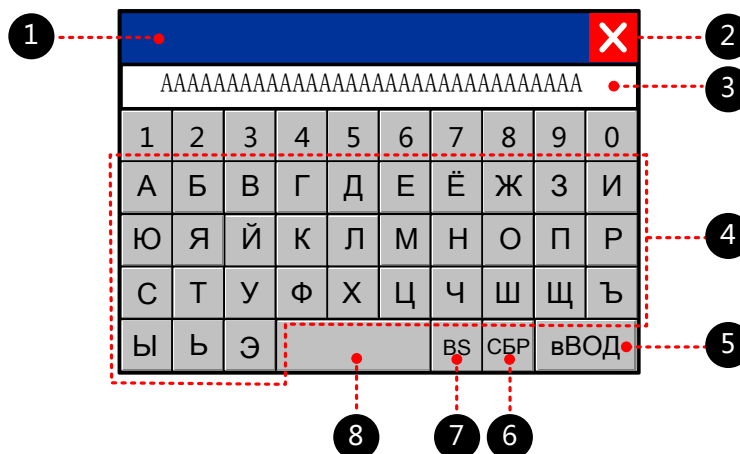 1 2
AAAAAAAAAAAAAAAAAAAAAAAAAAAAAAAA 3
1 2 3 4 5 6 7 8 9 0
А Б В Г Д Е Ё Ж З И
Ю Я Й К Л М Н О П Р 4
С Т У Ф Х Ц Ч Ш Щ Ъ
Ы Ь Э BS СБР вВОД 5
8 7 6